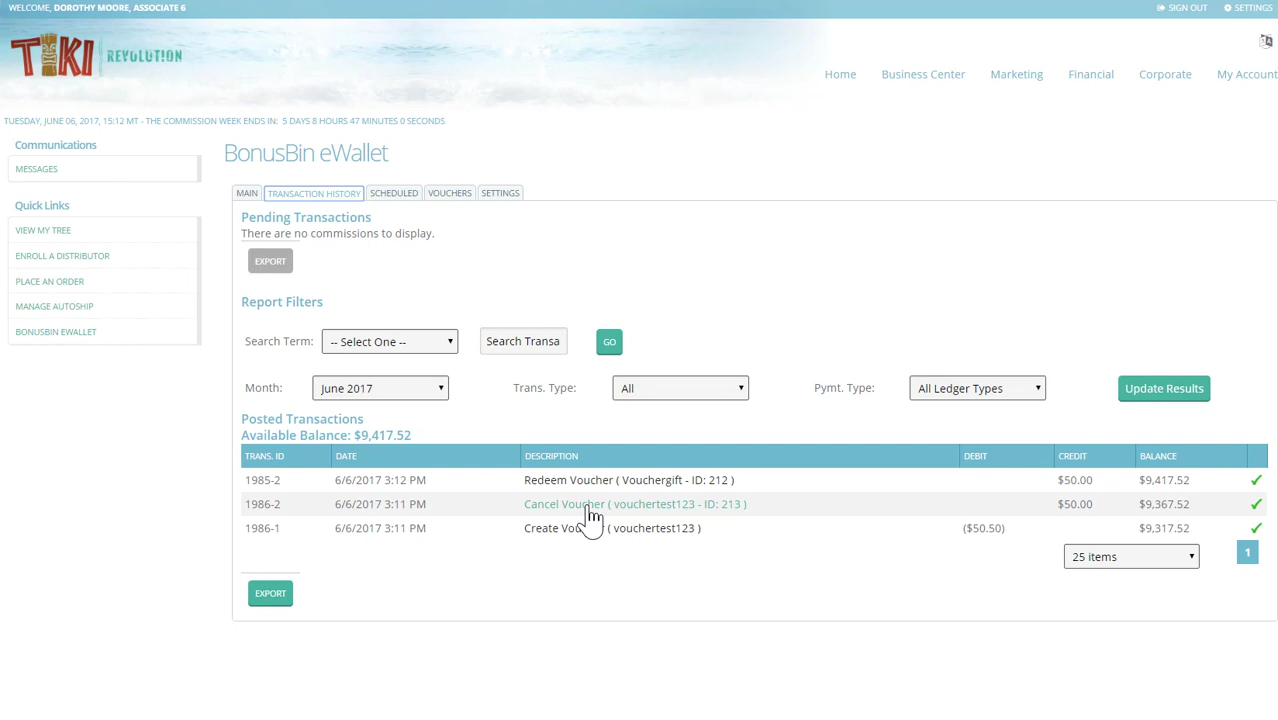 WELCOME, DOROTHY MOORE, ASSOCIATE 6
SIGN OUT
SETTINGS
TIKI REVOLUTION
Home
Business Center
Marketing
Financial
Corporate
My Account
TUESDAY, JUNE 06, 2017, 15:12 MT - THE COMMISSION WEEK ENDS IN: 5 DAYS 8 HOURS 47 MINUTES 0 SECONDS
Communications
MESSAGES
Quick Links
VIEW MY TREE
ENROLL A DISTRIBUTOR
PLACE AN ORDER
MANAGE AUTOSHIP
BONUSBIN EWALLET
BonusBin eWallet
MAIN
TRANSACTION HISTORY
SCHEDULED
VOUCHERS
SETTINGS
Pending Transactions
There are no commissions to display.
EXPORT
Report Filters
Search Term: -- Select One -- Search Transa GO
Month: June 2017 Trans. Type: All Pymt. Type: All Ledger Types Update Results
Posted Transactions
Available Balance: $9,417.52
TRANS. ID DATE DESCRIPTION DEBIT CREDIT BALANCE
1985-2 6/6/2017 3:12 PM Redeem Voucher ( Vouchergift - ID: 212 ) $50.00 $9,417.52
1986-2 6/6/2017 3:11 PM Cancel Voucher ( vouchertest123 - ID: 213 ) $50.00 $9,367.52
1986-1 6/6/2017 3:11 PM Create ( vouchertest123 ) ($50.50) $9,317.52
25 items
1
EXPORT